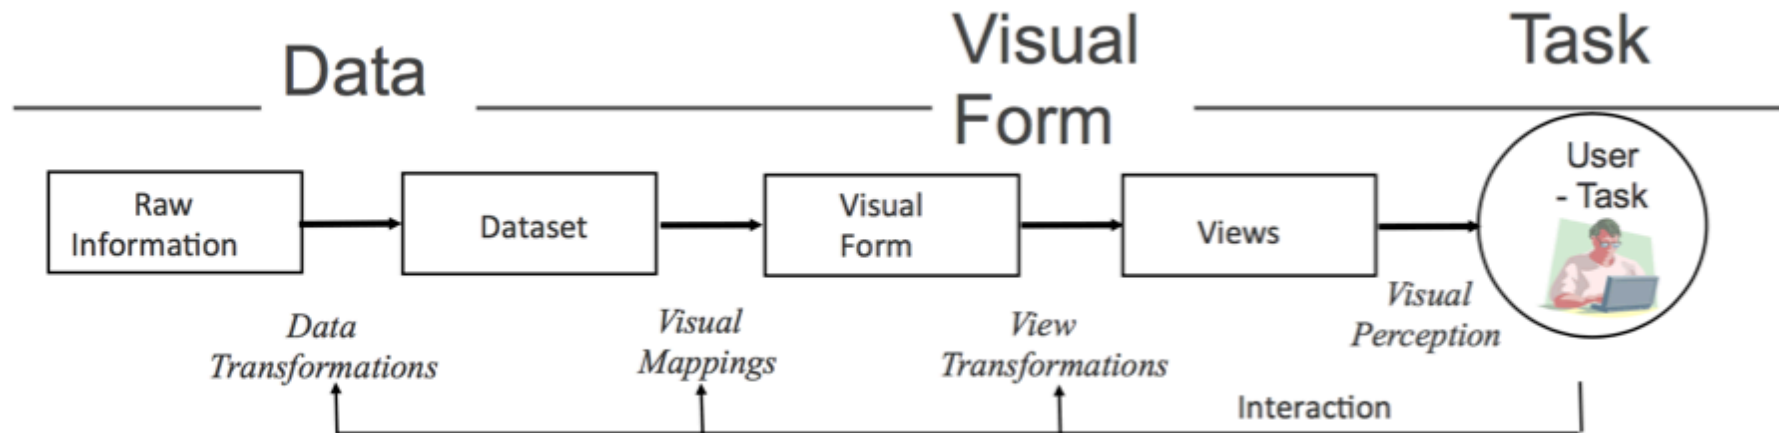 Data
Visual
Form
Task
Raw
Information
Dataset
Visual
Form
Views
User
- Task
Data
Transformations
Visual
Mappings
View
Transformations
Visual
Perception
Interaction